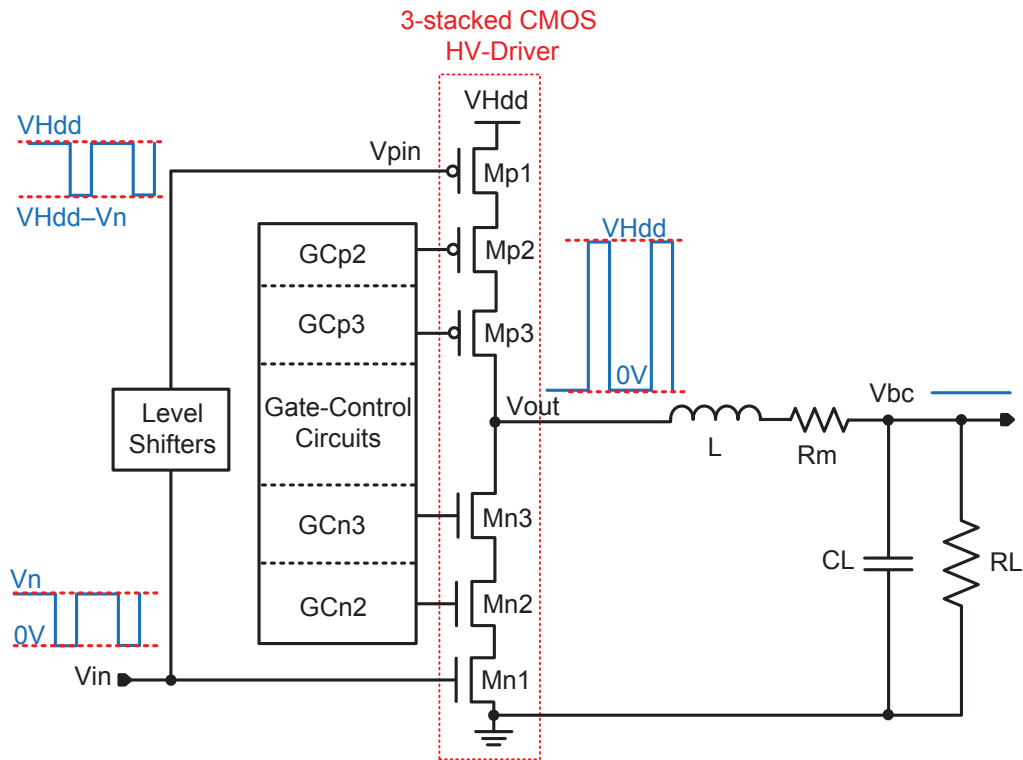 3-stacked CMOS
HV-Driver
VHdd
VHdd
Vpin
Mp1
VHdd–Vn
GCp2
Mp2
VHdd
GCp3
Mp3
0V
Vout
Vbc
Level
Shifters
Gate-Control
Circuits
L
Rm
GCn3
Mn3
CL
RL
Vn
GCn2
Mn2
0V
Vin
Mn1